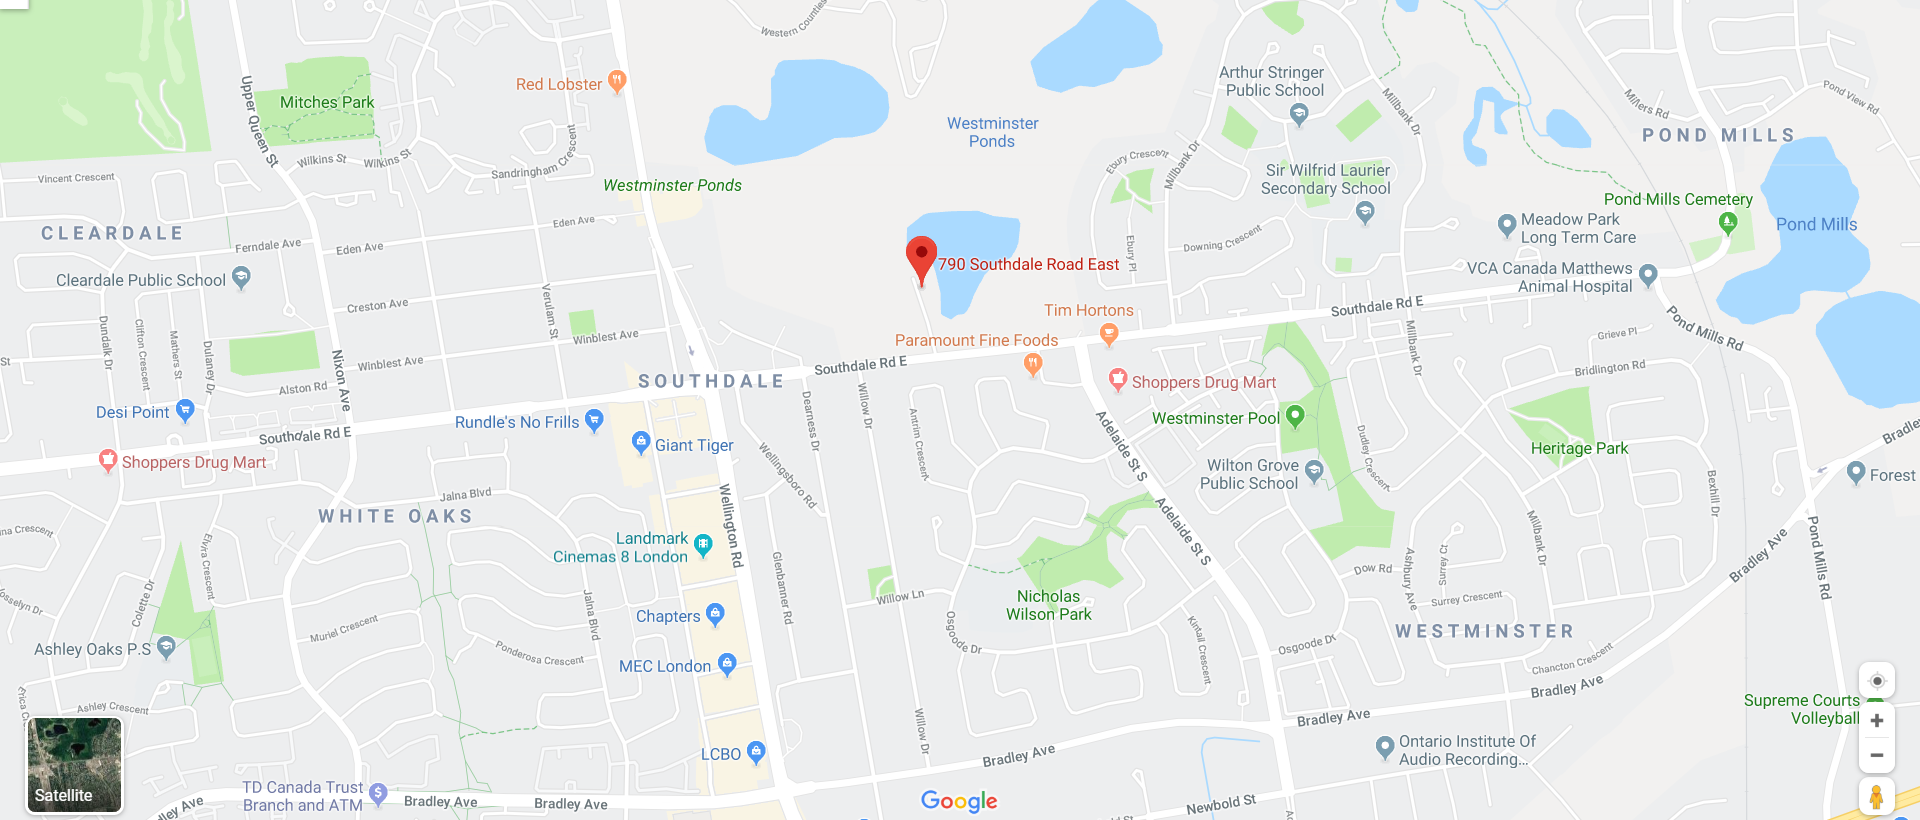 Western Counties
Red Lobster
Arthur Stringer
Public School
Millbank Dr
Miners Rd
Pond View Rd
POND MILLS
Mitches Park
Upper Queen St
Westminster
Ponds
Wilkins St
Wilkins St
Sandringham Crescent
Vincent Crescent
Westminster Ponds
Ebury Crescent
Millbank Dr
Sir Wilfrid Laurier
Secondary School
Pond Mills Cemetery
Meadow Park
Long Term Care
Pond Mills
CLEARDALE
Eden Ave
Eden Ave
Ferndale Ave
Downing Crescent
Ebury Pl
Cleardale Public School
790 Southdale Road East
VCA Canada Matthews
Animal Hospital
Creston Ave
Verulam St
Tim Hortons
Southdale Rd E
Pond Mills Rd
Dundalk Dr
Clifton Crescent
Mathers St
Dulaney Dr
Winblest Ave
Winblest Ave
Paramount Fine Foods
Millbank Dr
Grieve Pl
St
Nixon Ave
Alston Rd
SOUTHDALE
Southdale Rd E
Shoppers Drug Mart
Bridlington Rd
Desi Point
Rundle's No Frills
Dearness Dr
Willow Dr
Antrim Crescent
Adelaide St S
Westminster Pool
Dudley Crescent
Heritage Park
Bradley
Southdale Rd E
Giant Tiger
Wellingsboro Rd
Shoppers Drug Mart
Wilton Grove
Public School
Forest
Jalna Blvd
Wellington Rd
Bexhill Dr
WHITE OAKS
Adelaide St S
Millbank Dr
Pond Mills Rd
Bradley Ave
na Crescent
Elvira Crescent
Landmark
Cinemas 8 London
Glenbanner Rd
Dow Rd
Ashbury Ave
Surrey Ct
Surrey Crescent
Colette Dr
osselyn Dr
Jalna Blvd
Willow Ln
Nicholas
Wilson Park
Chapters
Muriel Crescent
Osgoode Dr
Kintail Crescent
Osgoode Dr
WESTMINSTER
Ashley Oaks P.S
Ponderosa Crescent
MEC London
Chancton Crescent
Bradley Ave
Erica C
Ashley Crescent
Willow Dr
Bradley Ave
Supreme Courts
Volleyball
LCBO
Bradley Ave
Ontario Institute Of
Audio Recording...
Satellite
TD Canada Trust
Branch and ATM
Bradley Ave
Bradley Ave
Google
Newbold St
dley Ave
bold St